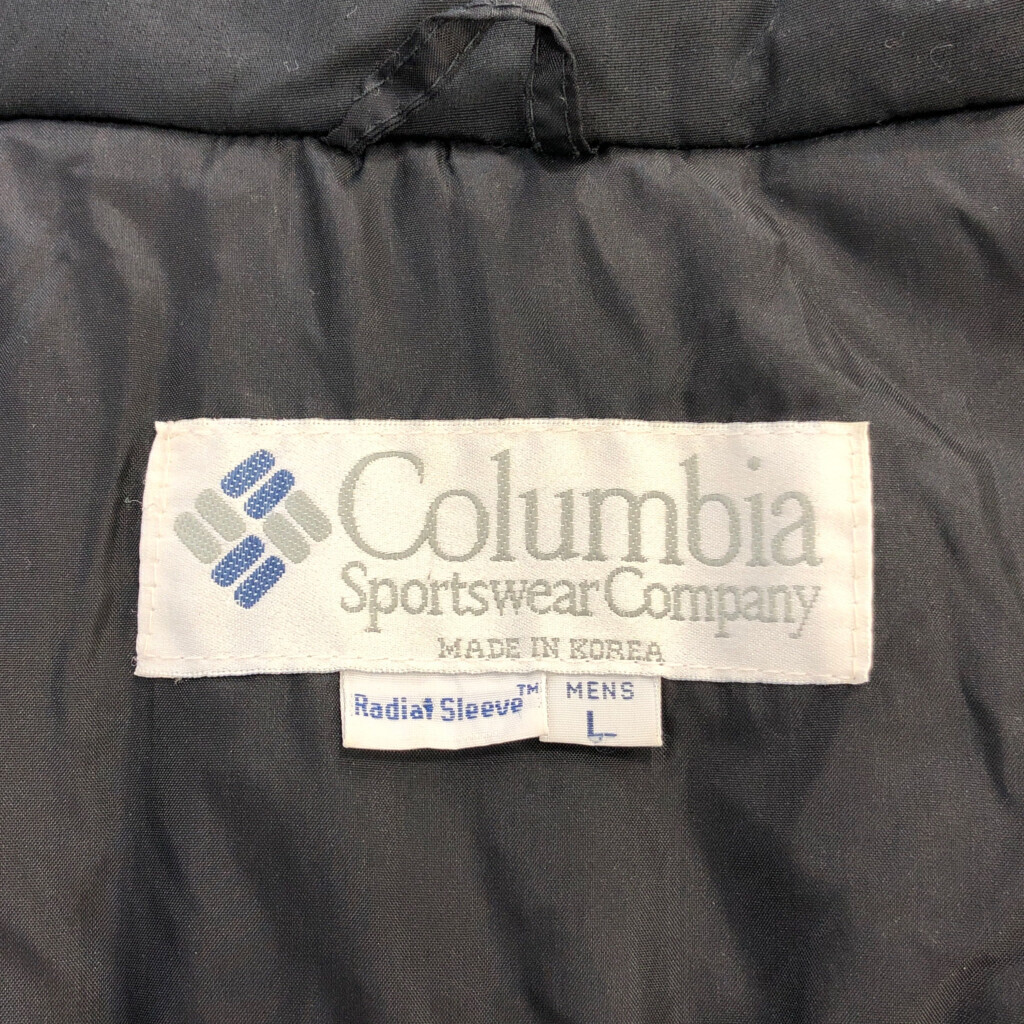 Columbia
Sportswear Company
MADE IN KOREA
Radial Sleeve™
MENS
L